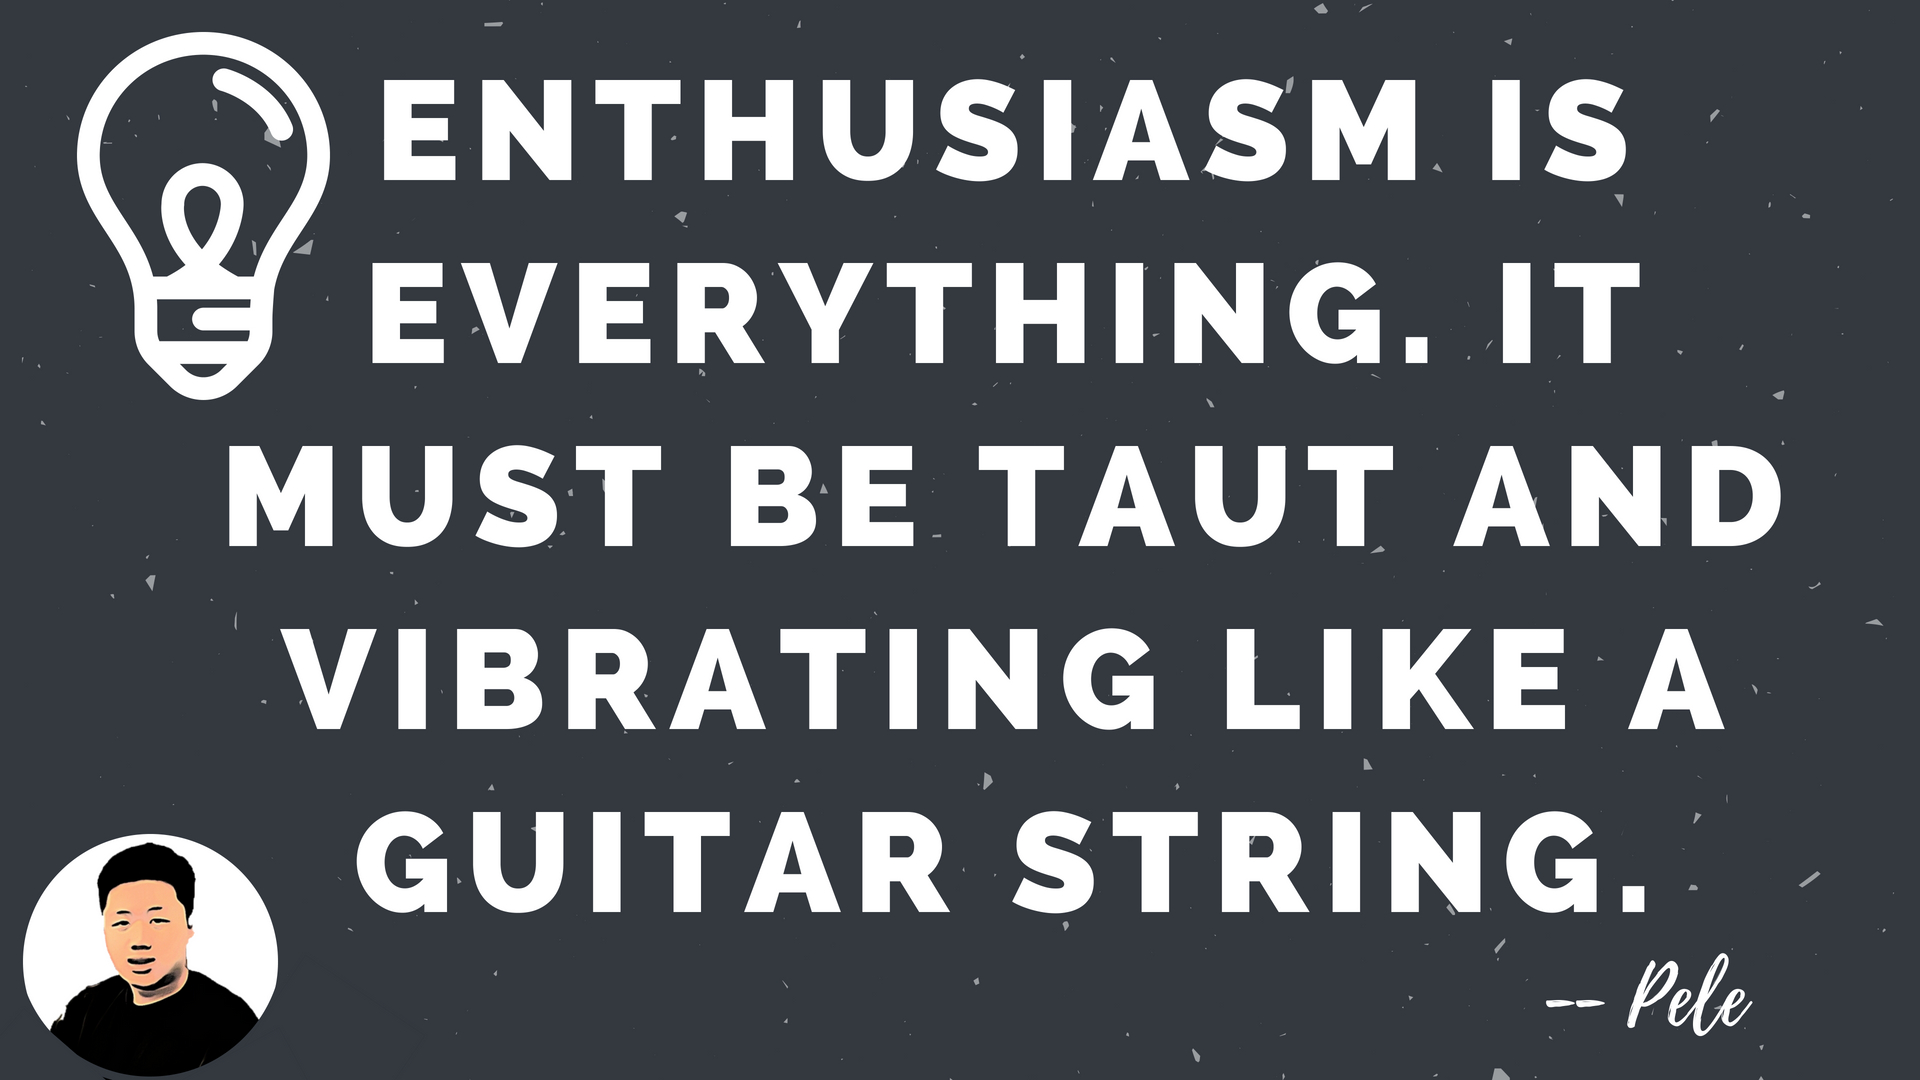 ENTHUSIASM IS
EVERYTHING. IT
MUST BE TAUT AND
VIBRATING LIKE A
GUITAR STRING.
-- Pele